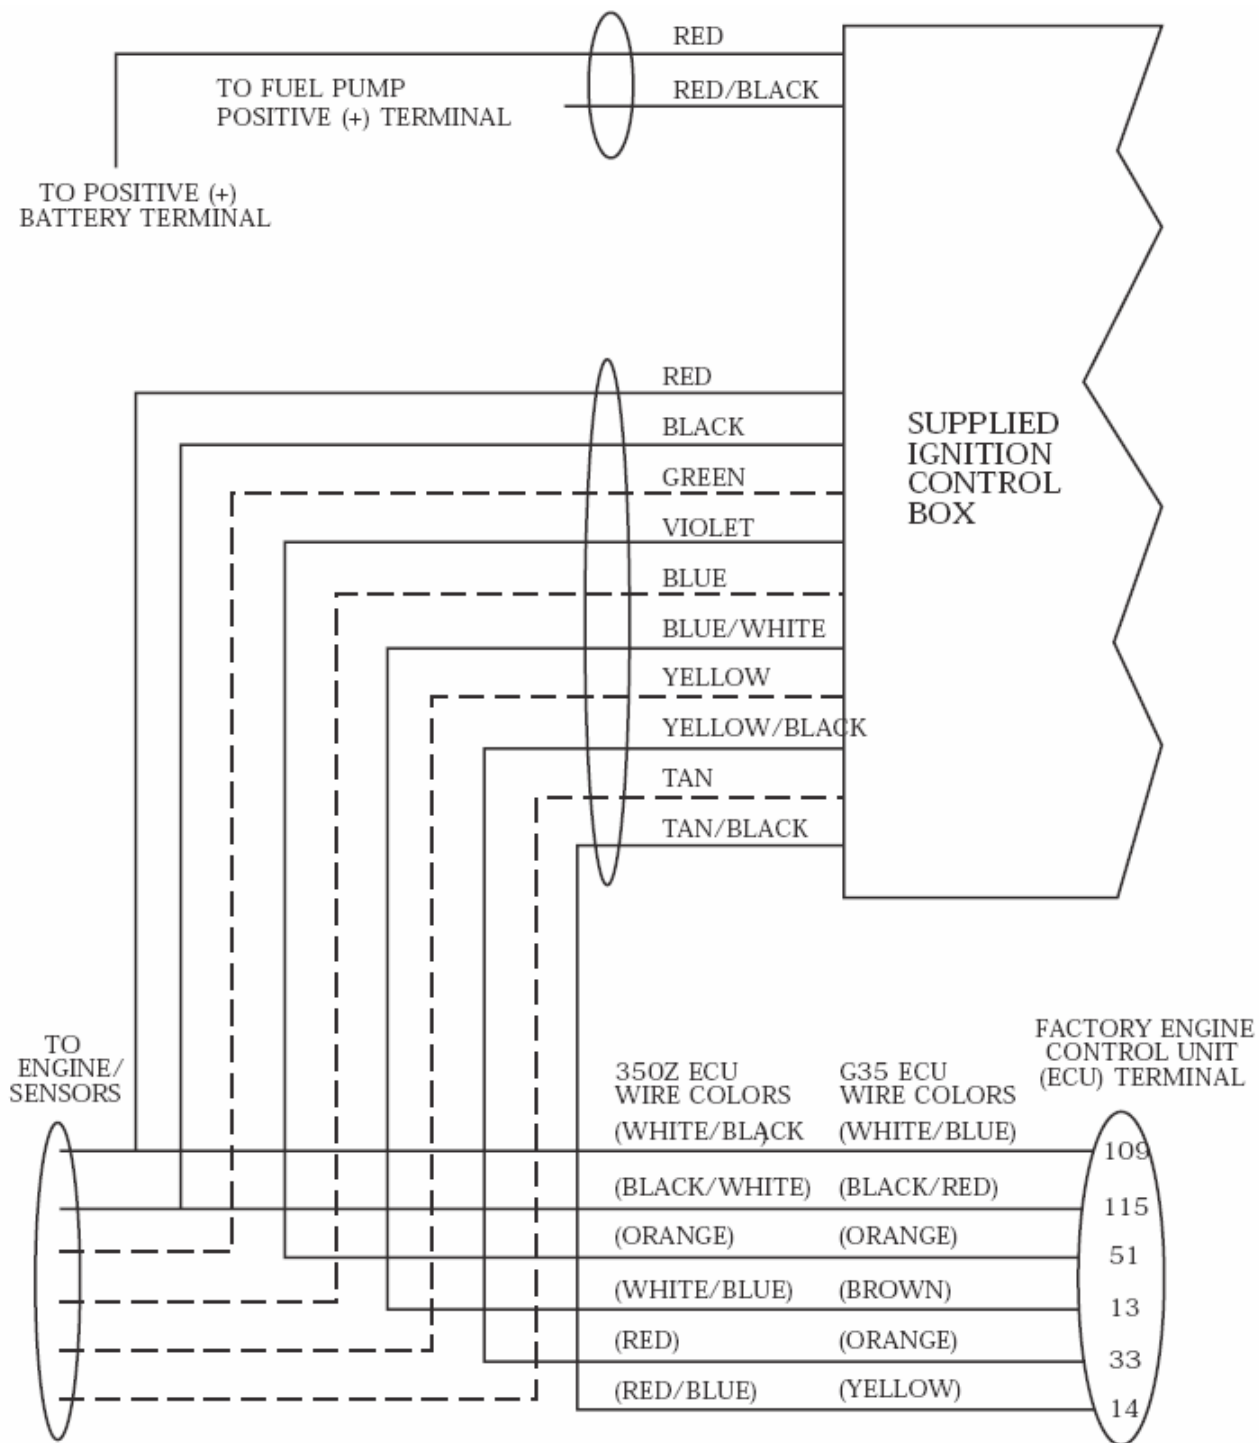 RED
TO FUEL PUMP
POSITIVE (+) TERMINAL
RED/BLACK
TO POSITIVE (+)
BATTERY TERMINAL
RED
BLACK
GREEN
VIOLET
BLUE
BLUE/WHITE
YELLOW
YELLOW/BLACK
TAN
TAN/BLACK
SUPPLIED
IGNITION
CONTROL
BOX
TO
ENGINE/
SENSORS
350Z ECU
WIRE COLORS
G35 ECU
WIRE COLORS
FACTORY ENGINE
CONTROL UNIT
(ECU) TERMINAL
(WHITE/BLACK (WHITE/BLUE) 109
(BLACK/WHITE) (BLACK/RED) 115
(ORANGE) (ORANGE) 51
(WHITE/BLUE) (BROWN) 13
(RED) (ORANGE) 33
(RED/BLUE) (YELLOW) 14